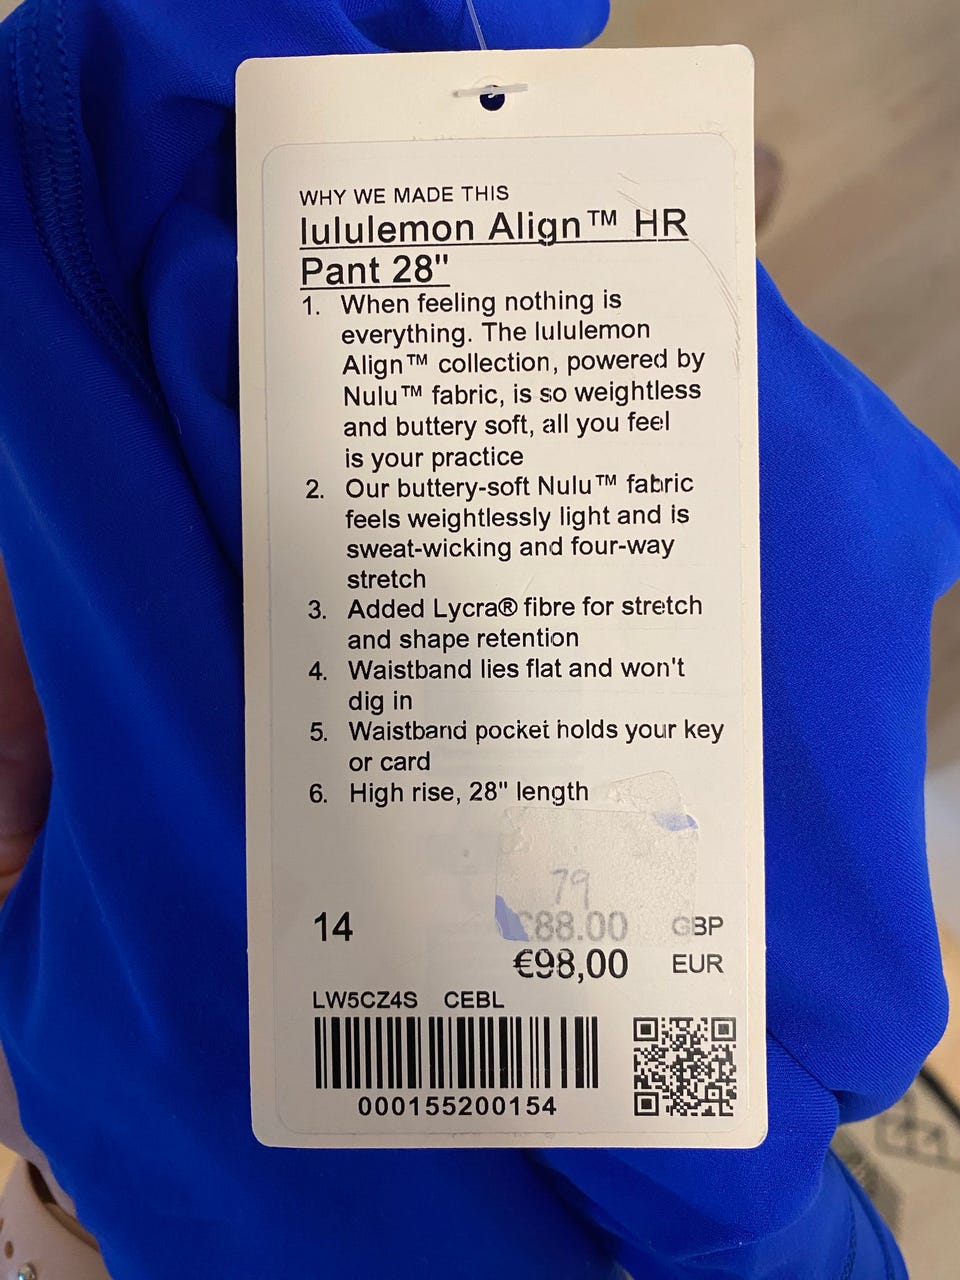 WHY WE MADE THIS
lululemon Align™ HR
Pant 28"
1. When feeling nothing is
everything. The lululemon
Align™ collection, powered by
Nulu™ fabric, is so weightless
and buttery soft, all you feel
is your practice
2. Our buttery-soft Nulu™ fabric
feels weightlessly light and is
sweat-wicking and four-way
stretch
3. Added Lycra® fibre for stretch
and shape retention
4. Waistband lies flat and won't
dig in
5. Waistband pocket holds your key
or card
6. High rise, 28" length
79
14 £88.00 GBP
€98,00 EUR
LW5CZ4S CEBL
000155200154